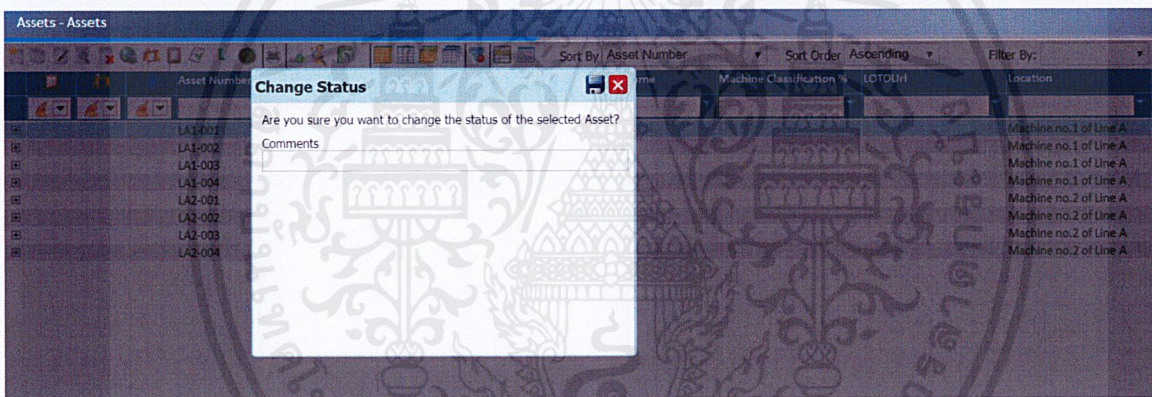 Assets - Assets
Sort By Asset Number Sort Order Ascending Filter By:
Asset Number Machine Classification % LOTOUrl Location
Change Status
Are you sure you want to change the status of the selected Asset?
Comments
LA1-001 Machine no.1 of Line A
LA1-002 Machine no.1 of Line A
LA1-003 Machine no.1 of Line A
LA1-004 Machine no.1 of Line A
LA2-001 Machine no.2 of Line A
LA2-002 Machine no.2 of Line A
LA2-003 Machine no.2 of Line A
LA2-004 Machine no.2 of Line A